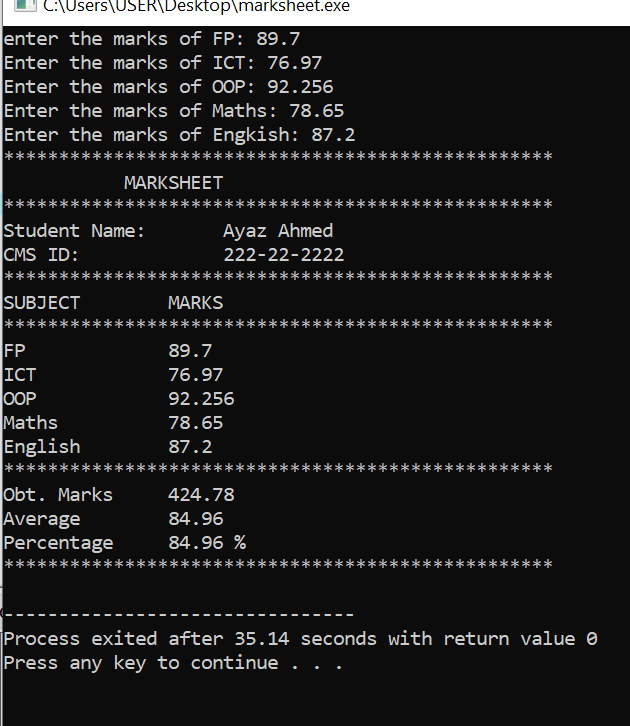 C:\Users\USER\Desktop\marksheet.exe
enter the marks of FP: 89.7
Enter the marks of ICT: 76.97
Enter the marks of OOP: 92.256
Enter the marks of Maths: 78.65
Enter the marks of Engkish: 87.2
**************************************************
MARKSHEET
**************************************************
Student Name: Ayaz Ahmed
CMS ID: 222-22-2222
**************************************************
SUBJECT MARKS
**************************************************
FP 89.7
ICT 76.97
OOP 92.256
Maths 78.65
English 87.2
**************************************************
Obt. Marks 424.78
Average 84.96
Percentage 84.96 %
**************************************************
--------------------------------
Process exited after 35.14 seconds with return value 0
Press any key to continue . . .